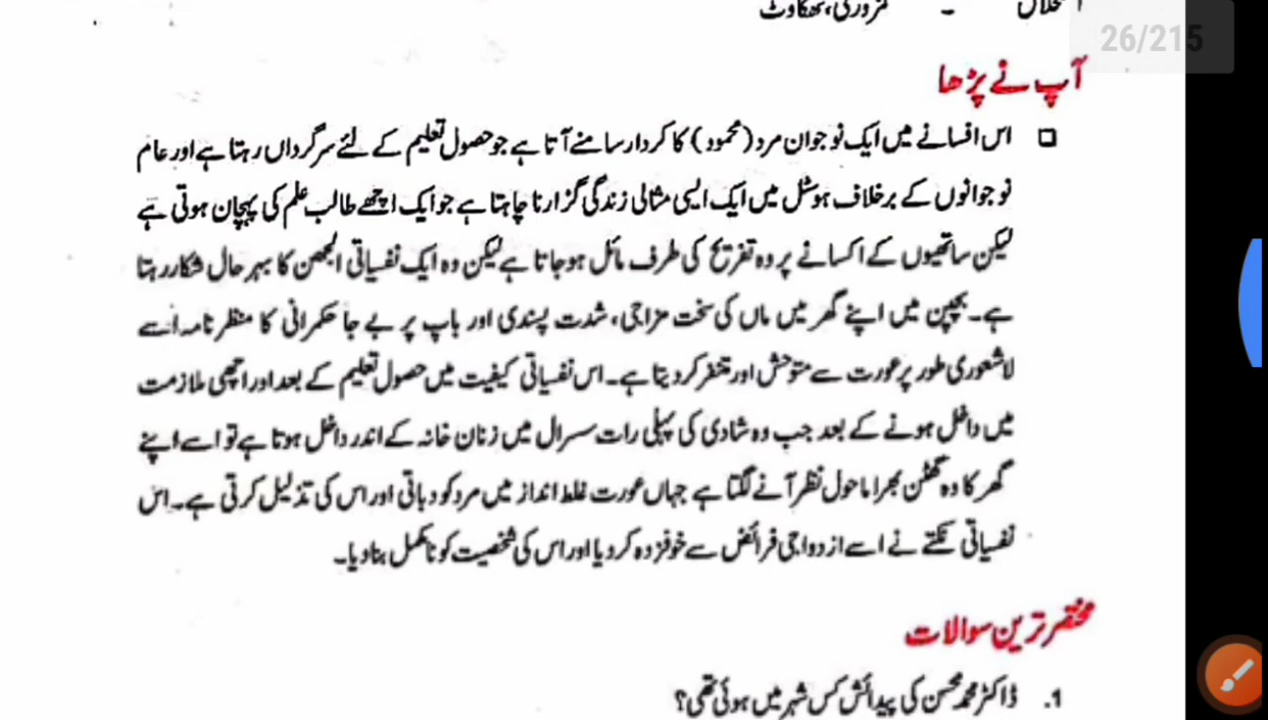 اضمحلال - کمزوری، تھکاوٹ
26/215
آپ نے پڑھا
□ اس افسانے میں ایک نوجوان مرد (محمود) کا کردار سامنے آتا ہے جو حصول تعلیم کے لئے سرگرداں رہتا ہے اور عام
نوجوانوں کے برخلاف ہوسٹل میں ایک ایسی مثالی زندگی گزارنا چاہتا ہے جو ایک اچھے طالب علم کی پہچان ہوتی ہے
لیکن ساتھیوں کے اکسانے پر وہ تفریح کی طرف مائل ہوجاتا ہے لیکن وہ ایک نفسیاتی الجھن کا بہرحال شکار رہتا
ہے۔ بچپن میں اپنے گھر میں ماں کی سخت مزاجی، شدت پسندی اور باپ پر بے جا حکمرانی کا منظر نامہ اسے
لاشعوری طور پر عورت سے متوحش اور متنفر کر دیتا ہے۔ اس نفسیاتی کیفیت میں حصول تعلیم کے بعد اور اچھی ملازمت
میں داخل ہونے کے بعد جب وہ شادی کی پہلی رات سسرال میں زنان خانہ کے اندر داخل ہوتا ہے تو اسے اپنے
گھر کا وہ گھٹن بھرا ماحول نظر آنے لگتا ہے جہاں عورت غلط انداز میں مرد کو دباتی اور اس کی تذلیل کرتی ہے۔ اس
نفسیاتی نکتے نے اسے ازدواجی فرائض سے خوفزدہ کردیا اور اس کی شخصیت کو نامکمل بنا دیا۔
مختصر ترین سوالات
1. ڈاکٹر محمد محسن کی پیدائش کس شہر میں ہوئی تھی؟